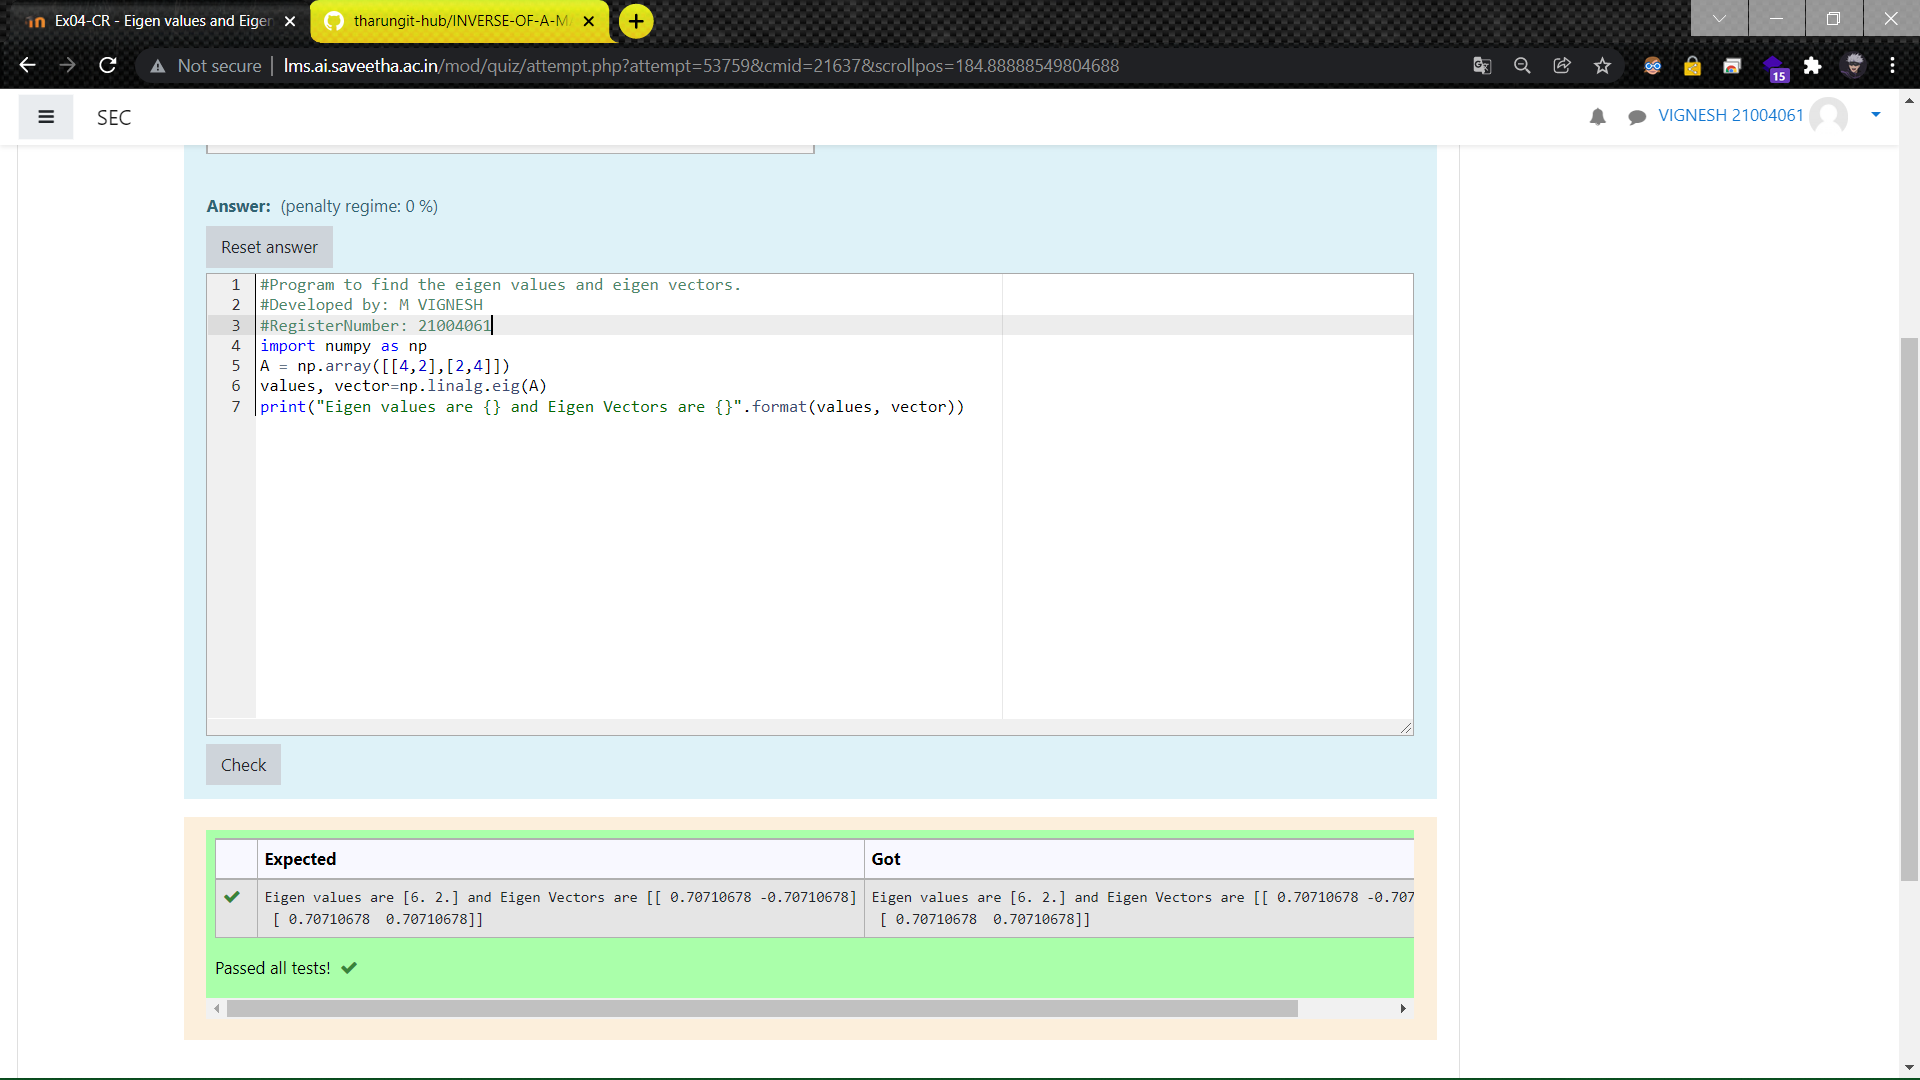 Ex04-CR - Eigen values and Eiger
tharungit-hub/INVERSE-OF-A-M
Not secure | lms.ai.saveetha.ac.in/mod/quiz/attempt.php?attempt=53759&cmid=21637&scrollpos=184.88888549804688
15
SEC
VIGNESH 21004061
Answer: (penalty regime: 0 %)
Reset answer
1 #Program to find the eigen values and eigen vectors.
2 #Developed by: M VIGNESH
3 #RegisterNumber: 21004061
4 import numpy as np
5 A = np.array([[4,2],[2,4]])
6 values, vector=np.linalg.eig(A)
7 print("Eigen values are {} and Eigen Vectors are {}".format(values, vector))
Check
Expected Got
Eigen values are [6. 2.] and Eigen Vectors are [[ 0.70710678 -0.70710678] Eigen values are [6. 2.] and Eigen Vectors are [[ 0.70710678 -0.707
[ 0.70710678 0.70710678]] [ 0.70710678 0.70710678]]
Passed all tests!